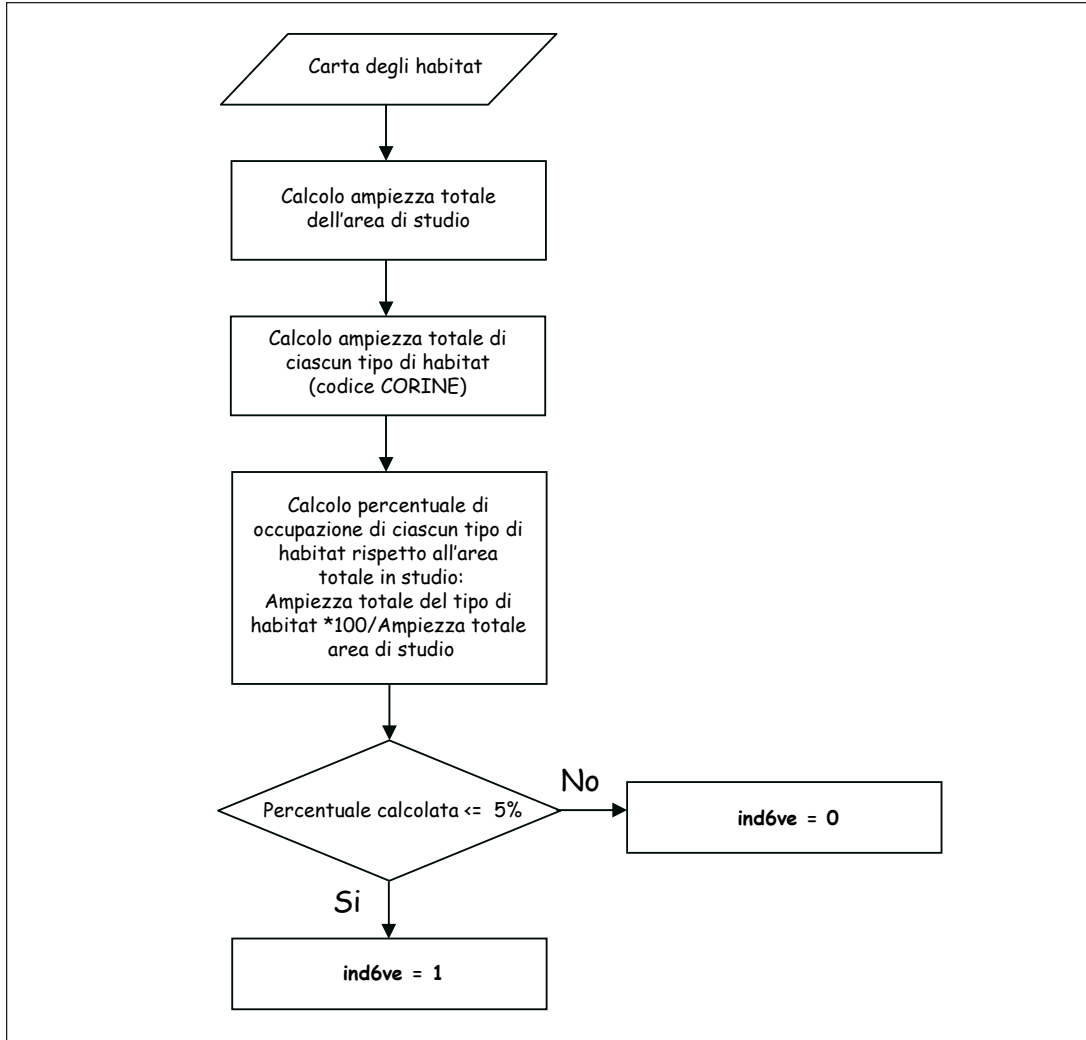 Carta degli habitat
Calcolo ampiezza totale
dell'area di studio
Calcolo ampiezza totale di
ciascun tipo di habitat
(codice CORINE)
Calcolo percentuale di
occupazione di ciascun tipo di
habitat rispetto all'area
totale in studio:
Ampiezza totale del tipo di
habitat *100/Ampiezza totale
area di studio
Percentuale calcolata <= 5%
No
ind6ve = 0
Si
ind6ve = 1